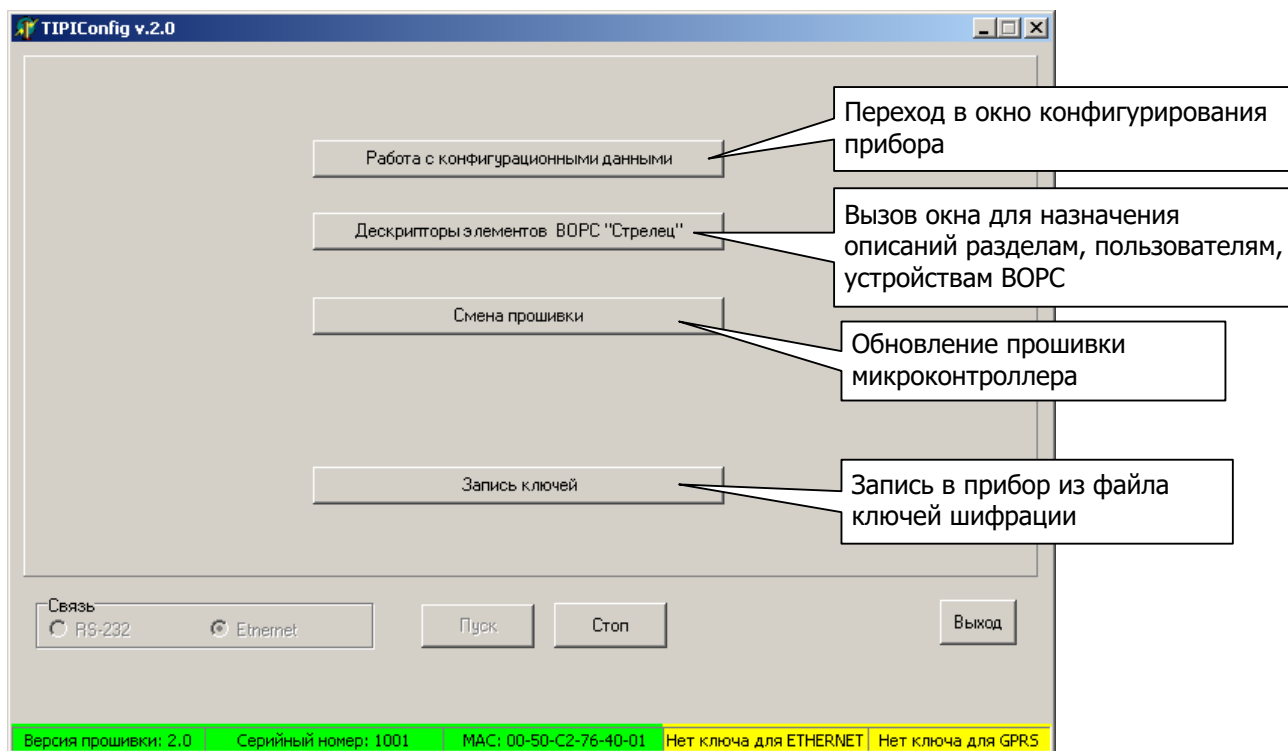 TIPIConfig v.2.0
Работа с конфигурационными данными
Переход в окно конфигурирования
прибора
Дескрипторы элементов ВОРС "Стрелец"
Вызов окна для назначения
описаний разделам, пользователям,
устройствам ВОРС
Смена прошивки
Обновление прошивки
микроконтроллера
Запись ключей
Запись в прибор из файла
ключей шифрации
Связь
RS-232
Etnernet
Пуск
Стоп
Выход
Версия прошивки: 2.0
Серийный номер: 1001
MAC: 00-50-C2-76-40-01
Нет ключа для ETHERNET
Нет ключа для GPRS